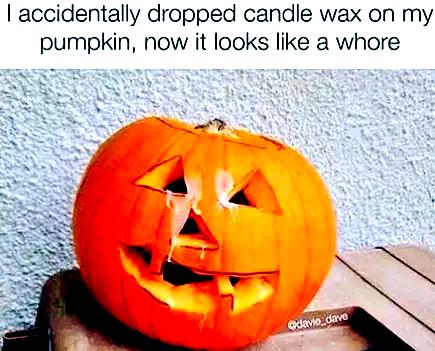 I accidentally dropped candle wax on my
pumpkin, now it looks like a whore
@davie_dave